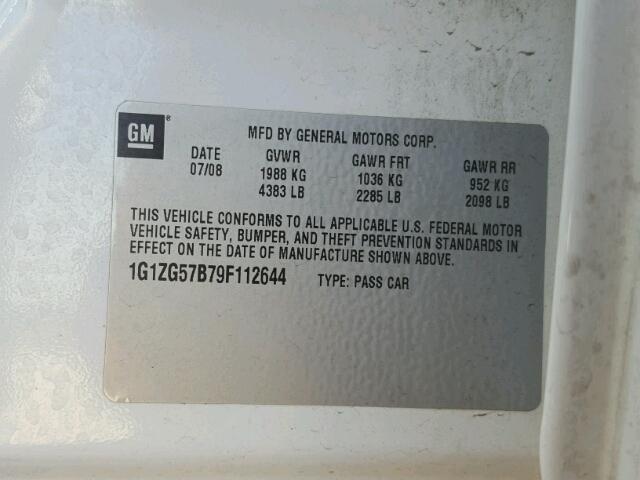 GM®
MFD BY GENERAL MOTORS CORP.
DATE GVWR GAWR FRT GAWR RR
07/08 1988 KG 1036 KG 952 KG
4383 LB 2285 LB 2098 LB
THIS VEHICLE CONFORMS TO ALL APPLICABLE U.S. FEDERAL MOTOR
VEHICLE SAFETY, BUMPER, AND THEFT PREVENTION STANDARDS IN
EFFECT ON THE DATE OF MANUFACTURE SHOWN ABOVE.
1G1ZG57B79F112644 TYPE: PASS CAR